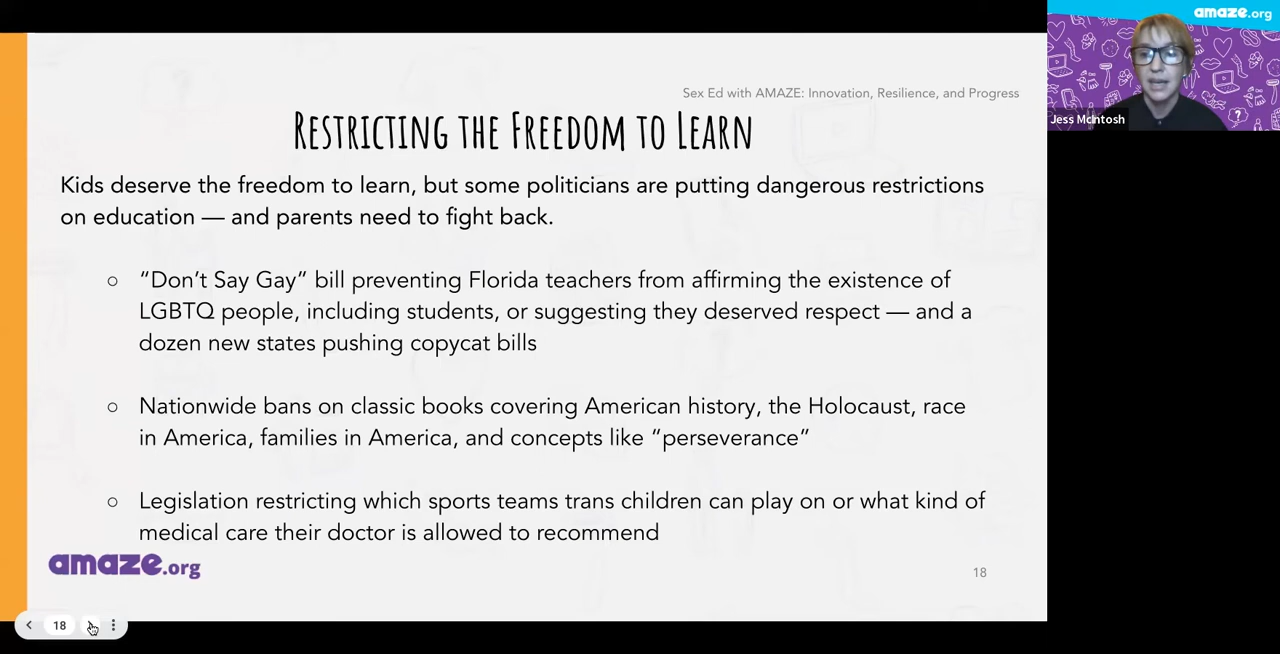 amaze.org
Jess McIntosh
Sex Ed with AMAZE: Innovation, Resilience, and Progress
RESTRICTING THE FREEDOM TO LEARN
Kids deserve the freedom to learn, but some politicians are putting dangerous restrictions
on education — and parents need to fight back.
○ “Don’t Say Gay” bill preventing Florida teachers from affirming the existence of
LGBTQ people, including students, or suggesting they deserved respect — and a
dozen new states pushing copycat bills
○ Nationwide bans on classic books covering American history, the Holocaust, race
in America, families in America, and concepts like “perseverance”
○ Legislation restricting which sports teams trans children can play on or what kind of
medical care their doctor is allowed to recommend
amaze.org
18
18